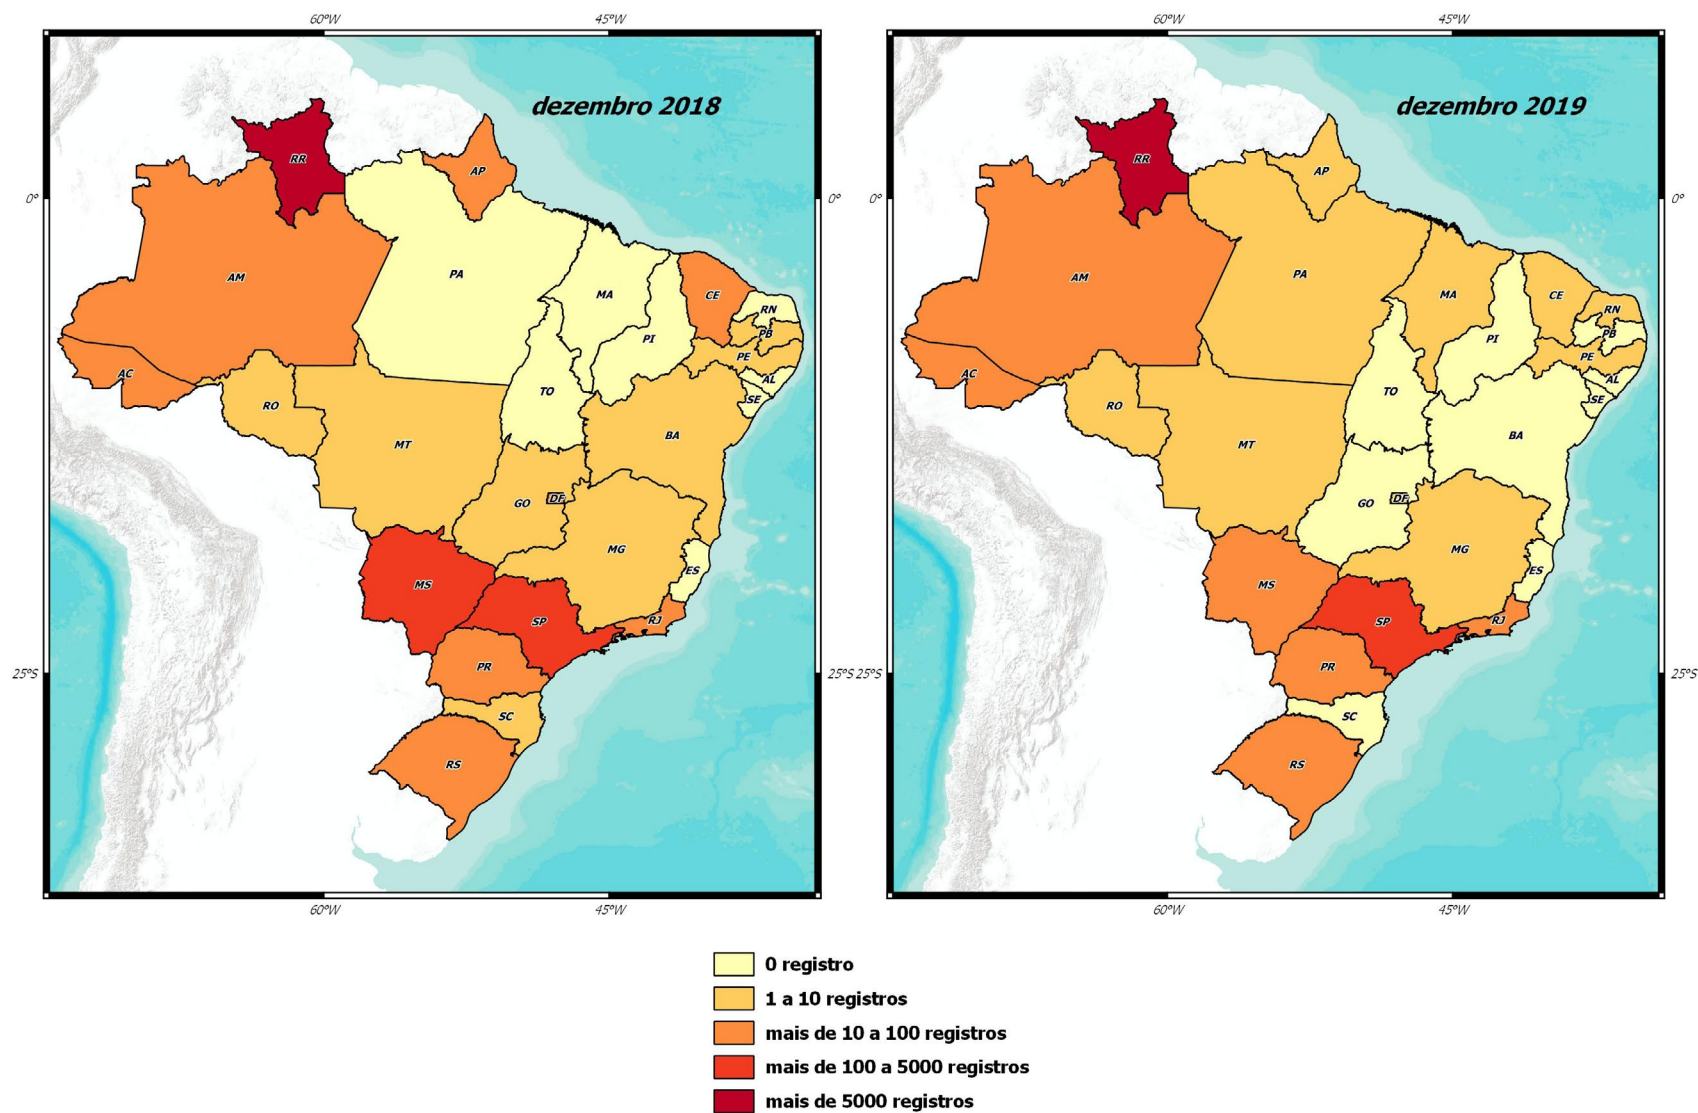 60°W 45°W 60°W 45°W
dezembro 2018 dezembro 2019
RR AP RR AP
0° 0° 0° 0°
AM PA MA CE RN AM PA MA CE RN
PI PB PE PI PB PE
AC RO TO AL SE AC RO TO AL SE
MT BA MT BA
GO DF GO DF
MG ES MG ES
MS SP RJ MS SP RJ
25°S PR 25°S 25°S PR 25°S
SC SC
RS RS
60°W 45°W 60°W 45°W
0 registro
1 a 10 registros
mais de 10 a 100 registros
mais de 100 a 5000 registros
mais de 5000 registros